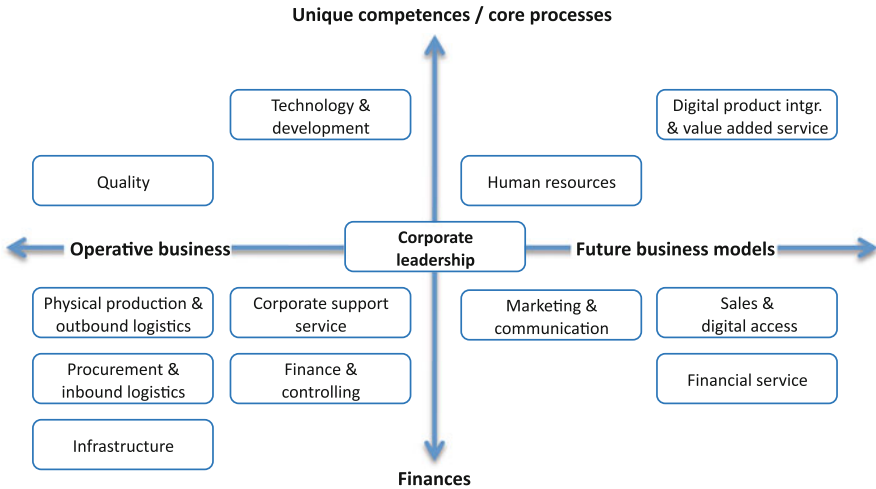 Unique competences / core processes
Technology &
development
Digital product intgr.
& value added service
Quality
Human resources
Operative business
Corporate
leadership
Future business models
Physical production &
outbound logistics
Corporate support
service
Marketing &
communication
Sales &
digital access
Procurement &
inbound logistics
Finance &
controlling
Financial service
Infrastructure
Finances